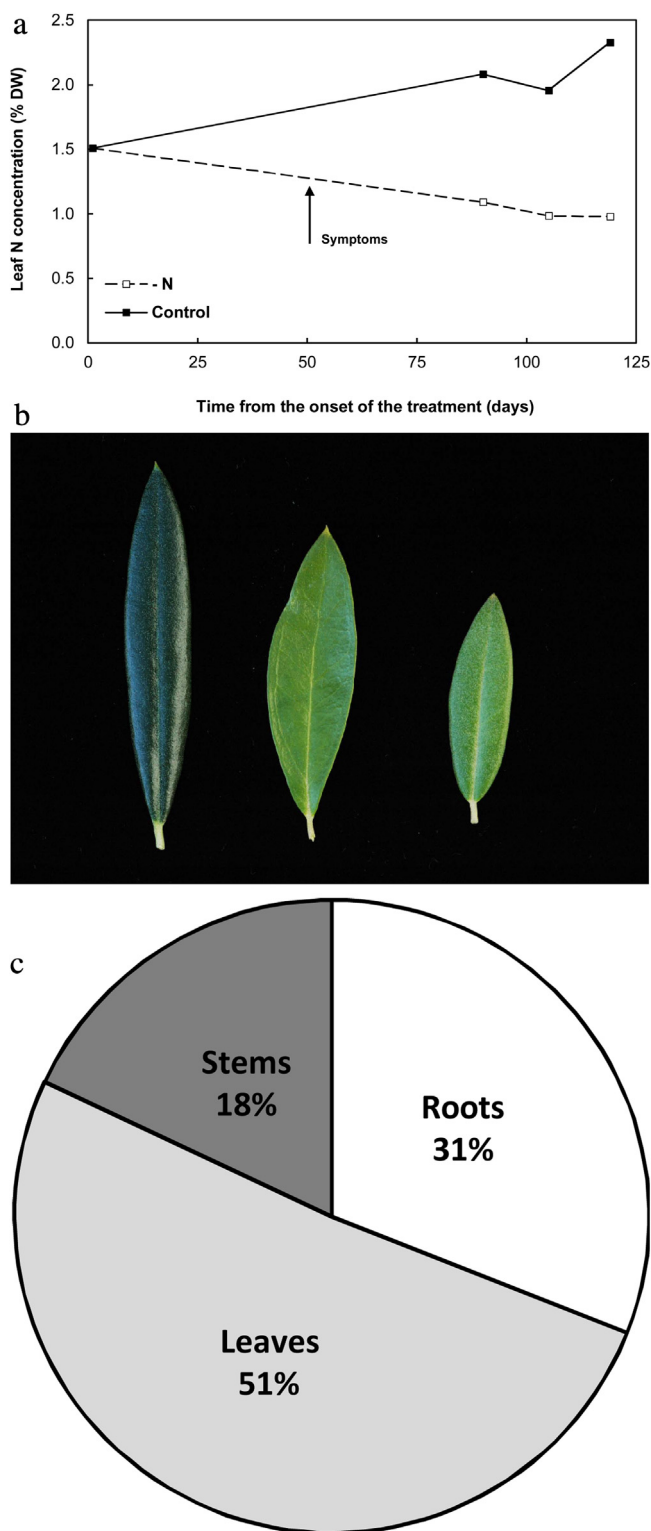 a
2.5
2.0
1.5
1.0
0.5
0.0
Leaf N concentration (% DW)
Symptoms
- N
Control
0 25 50 75 100 125
Time from the onset of the treatment (days)
b
c
Stems
18%
Roots
31%
Leaves
51%